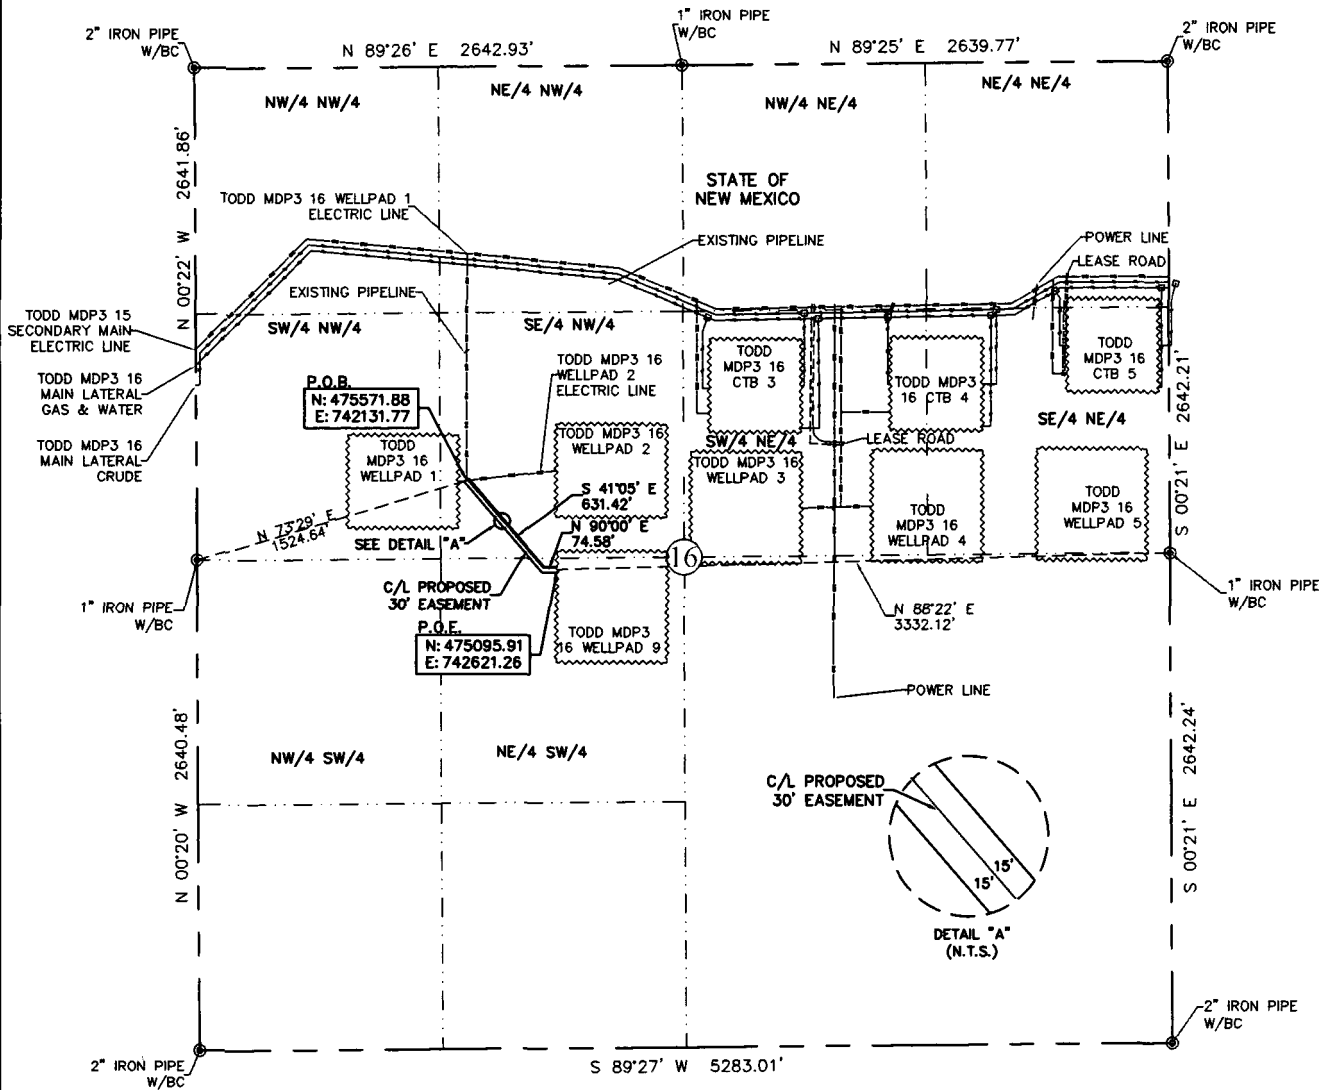 2" IRON PIPE
W/BC
N 89°26' E 2642.93'
1" IRON PIPE
W/BC
N 89°25' E 2639.77'
2" IRON PIPE
W/BC
NW/4 NW/4
NE/4 NW/4
NW/4 NE/4
NE/4 NE/4
N 00°22' W 2641.86'
STATE OF
NEW MEXICO
TODD MDP3 16 WELLPAD 1
ELECTRIC LINE
EXISTING PIPELINE
POWER LINE
LEASE ROAD
EXISTING PIPELINE
TODD MDP3 15
SECONDARY MAIN
ELECTRIC LINE
SW/4 NW/4
SE/4 NW/4
TODD MDP3 16
MAIN LATERAL
GAS & WATER
TODD MDP3 16
MAIN LATERAL
CRUDE
TODD MDP3 16
WELLPAD 2
ELECTRIC LINE
TODD
MDP3 16
CTB 3
TODD MDP3
16 CTB 4
TODD
MDP3 16
CTB 5
S 00°21' E 2642.21'
P.O.B.
N: 475571.88
E: 742131.77
SW/4 NE/4
LEASE ROAD
SE/4 NE/4
TODD
MDP3 16
WELLPAD 1
TODD MDP3 16
WELLPAD 2
TODD MDP3 16
WELLPAD 3
TODD
MDP3 16
WELLPAD 4
TODD
MDP3 16
WELLPAD 5
S 41°05' E
631.42'
N 73°29' E
1524.64'
SEE DETAIL "A"
N 90°00' E
74.58'
16
C/L PROPOSED
30' EASEMENT
1" IRON PIPE
W/BC
N 88°22' E
3332.12'
1" IRON PIPE
W/BC
P.O.E.
N: 475095.91
E: 742621.26
TODD MDP3
16 WELLPAD 9
POWER LINE
N 00°20' W 2640.48'
NW/4 SW/4
NE/4 SW/4
S 00°21' E 2642.24'
C/L PROPOSED
30' EASEMENT
15'
15'
DETAIL "A"
(N.T.S.)
2" IRON PIPE
W/BC
S 89°27' W 5283.01'
2" IRON PIPE
W/BC